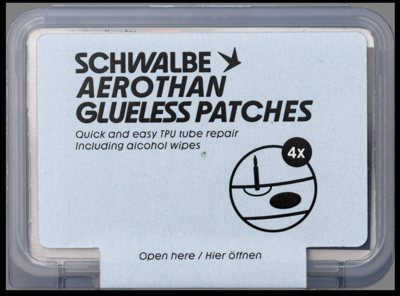 SCHWALBE
AEROTHAN
GLUELESS PATCHES
Quick and easy TPU tube repair
Including alcohol wipes
4x
Open here / Hier öffnen